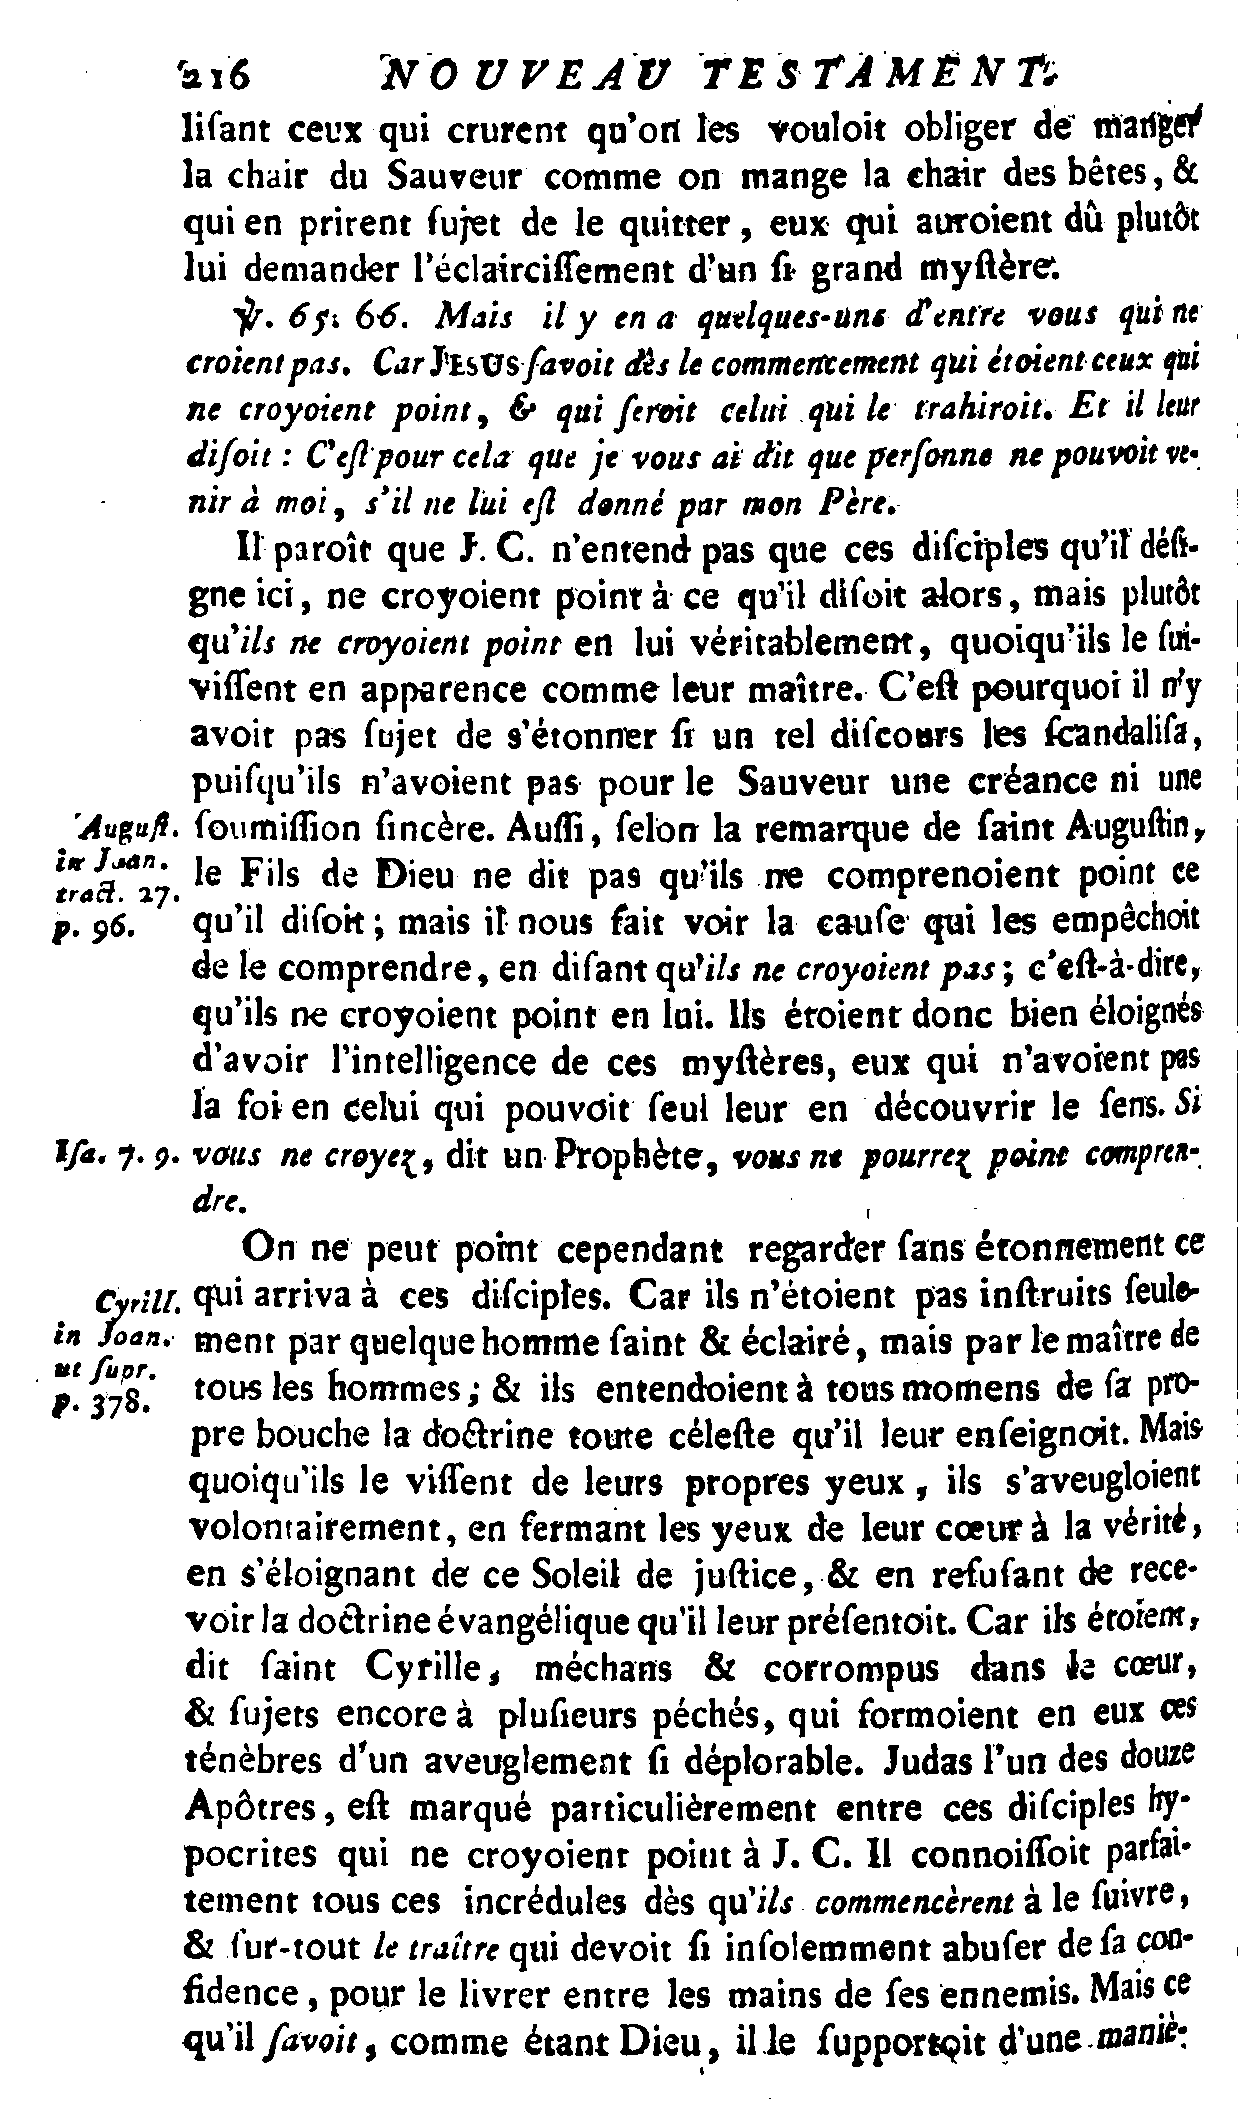 216 NOUVEAU TESTAMENT.
liſant ceux qui crurent qu'on les vouloit obliger de manger
la chair du Sauveur comme on mange la chair des bêtes, &
qui en prirent ſujet de le quitter, eux qui auroient dû plutôt
lui demander l'éclairciſſement d'un ſi grand myſtère.
℣. 65. 66. Mais il y en a quelques-uns d'entre vous qui ne
croient pas. Car JESUS ſavoit dès le commencement qui étoient ceux qui
ne croyoient point, & qui ſeroit celui qui le trahiroit. Et il leur
diſoit : C'eſt pour cela que je vous ai dit que perſonne ne pouvoit ve-
nir à moi, s'il ne lui eſt donné par mon Père.
Il paroît que J. C. n'entend pas que ces diſciples qu'il déſi-
gne ici, ne croyoient point à ce qu'il diſoit alors, mais plutôt
qu'ils ne croyoient point en lui véritablement, quoiqu'ils le ſui-
viſſent en apparence comme leur maître. C'eſt pourquoi il n'y
avoit pas ſujet de s'étonner ſi un tel diſcours les ſcandaliſa,
puiſqu'ils n'avoient pas pour le Sauveur une créance ni une
Auguſt. ſoumiſſion ſincère. Auſſi, ſelon la remarque de ſaint Auguſtin,
in Joan. le Fils de Dieu ne dit pas qu'ils ne comprenoient point ce
tract. 27.
p. 96. qu'il diſoit ; mais il nous fait voir la cauſe qui les empêchoit
de le comprendre, en diſant qu'ils ne croyoient pas ; c'eſt-à-dire,
qu'ils ne croyoient point en lui. Ils étoient donc bien éloignés
d'avoir l'intelligence de ces myſtères, eux qui n'avoient pas
la foi en celui qui pouvoit ſeul leur en découvrir le ſens. Si
Iſa. 7. 9. vous ne croyez, dit un Prophète, vous ne pourrez point compren-
dre.
On ne peut point cependant regarder ſans étonnement ce
Cyrill. qui arriva à ces diſciples. Car ils n'étoient pas inſtruits ſeule-
in Joan. ment par quelque homme ſaint & éclairé, mais par le maître de
ut ſupr.
p. 378. tous les hommes ; & ils entendoient à tous momens de ſa pro-
pre bouche la doctrine toute céleſte qu'il leur enſeignoit. Mais
quoiqu'ils le viſſent de leurs propres yeux, ils s'aveugloient
volontairement, en fermant les yeux de leur cœur à la vérité,
en s'éloignant de ce Soleil de juſtice, & en refuſant de rece-
voir la doctrine évangélique qu'il leur préſentoit. Car ils étoient,
dit ſaint Cyrille, méchans & corrompus dans le cœur,
& ſujets encore à pluſieurs péchés, qui formoient en eux ces
ténèbres d'un aveuglement ſi déplorable. Judas l'un des douze
Apôtres, eſt marqué particulièrement entre ces diſciples hy-
pocrites qui ne croyoient point à J. C. Il connoiſſoit parfai-
tement tous ces incrédules dès qu'ils commencèrent à le ſuivre,
& ſur-tout le traître qui devoit ſi inſolemment abuſer de ſa con-
fidence, pour le livrer entre les mains de ſes ennemis. Mais ce
qu'il ſavoit, comme étant Dieu, il le ſupportoit d'une maniè-